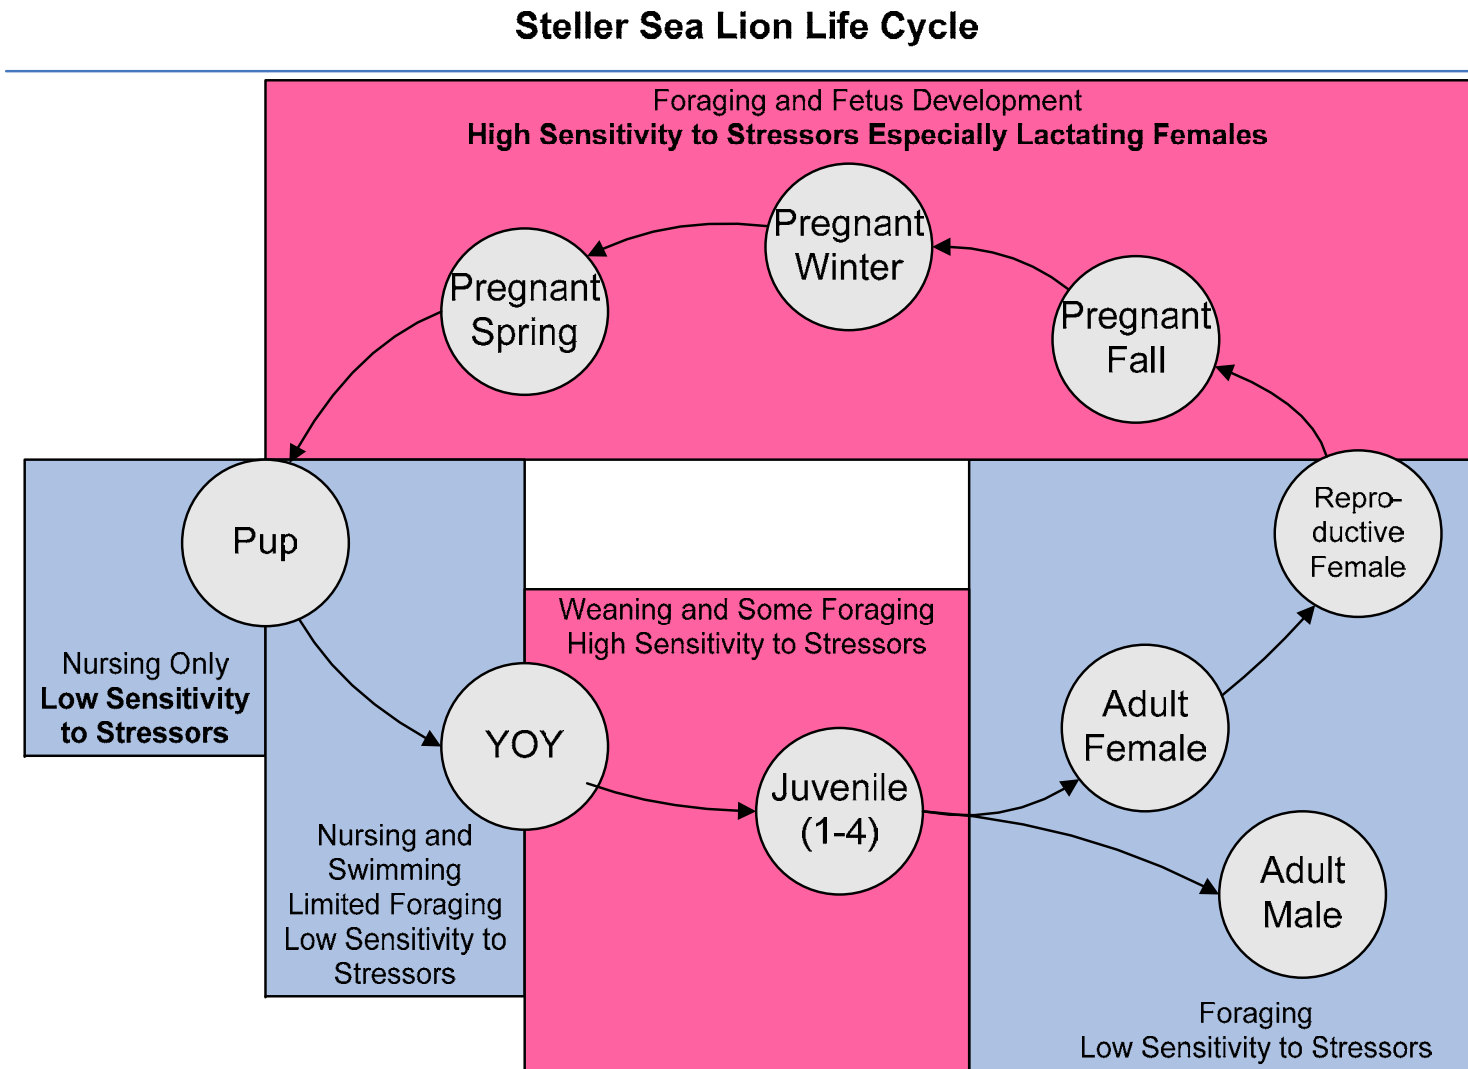 Steller Sea Lion Life Cycle
Foraging and Fetus Development
High Sensitivity to Stressors Especially Lactating Females
Pregnant
Winter
Pregnant
Spring
Pregnant
Fall
Pup
Repro-
ductive
Female
Nursing Only
Low Sensitivity
to Stressors
Weaning and Some Foraging
High Sensitivity to Stressors
YOY
Juvenile
(1-4)
Adult
Female
Adult
Male
Nursing and
Swimming
Limited Foraging
Low Sensitivity to
Stressors
Foraging
Low Sensitivity to Stressors